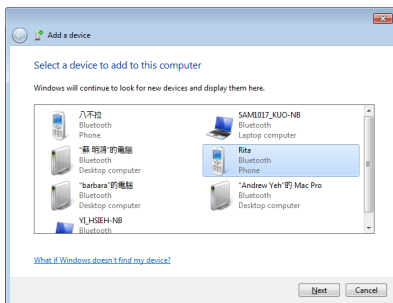 Add a device
Select a device to add to this computer
Windows will continue to look for new devices and display them here.
八不拉
Bluetooth
Phone
SAM1017_KUO-NB
Bluetooth
Laptop computer
"蘇 明鴻"的電腦
Bluetooth
Desktop computer
Rita
Bluetooth
Phone
"barbara"的電腦
Bluetooth
Desktop computer
"Andrew Yeh"的 Mac Pro
Bluetooth
Desktop computer
YI_HSIEH-NB
Bluetooth
What if Windows doesn't find my device?
Next
Cancel